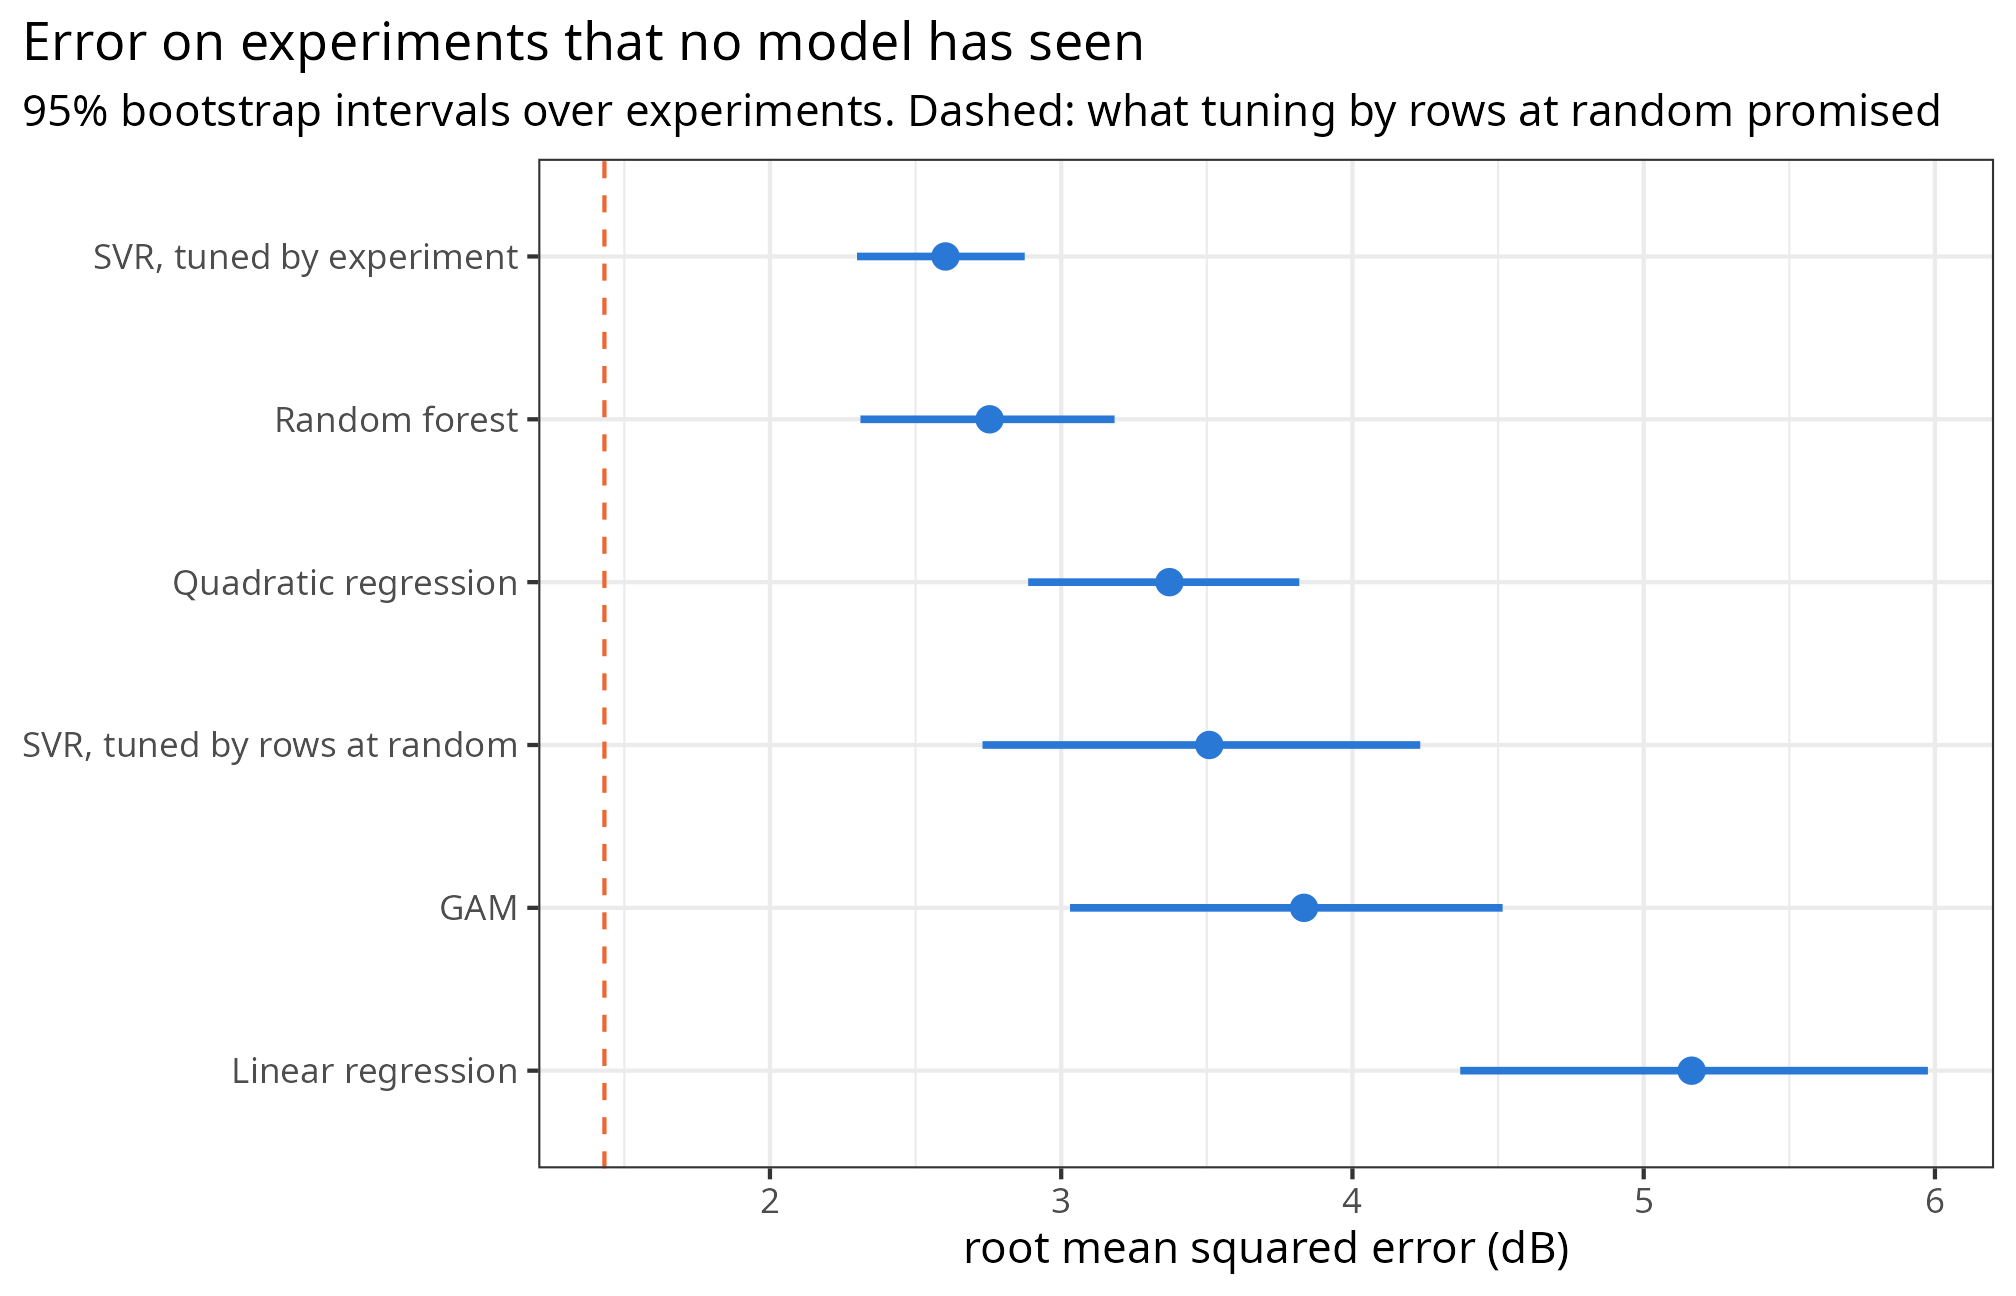 Error on experiments that no model has seen
95% bootstrap intervals over experiments. Dashed: what tuning by rows at random promised
SVR, tuned by experiment
Random forest
Quadratic regression
SVR, tuned by rows at random
GAM
Linear regression
2 3 4 5 6
root mean squared error (dB)